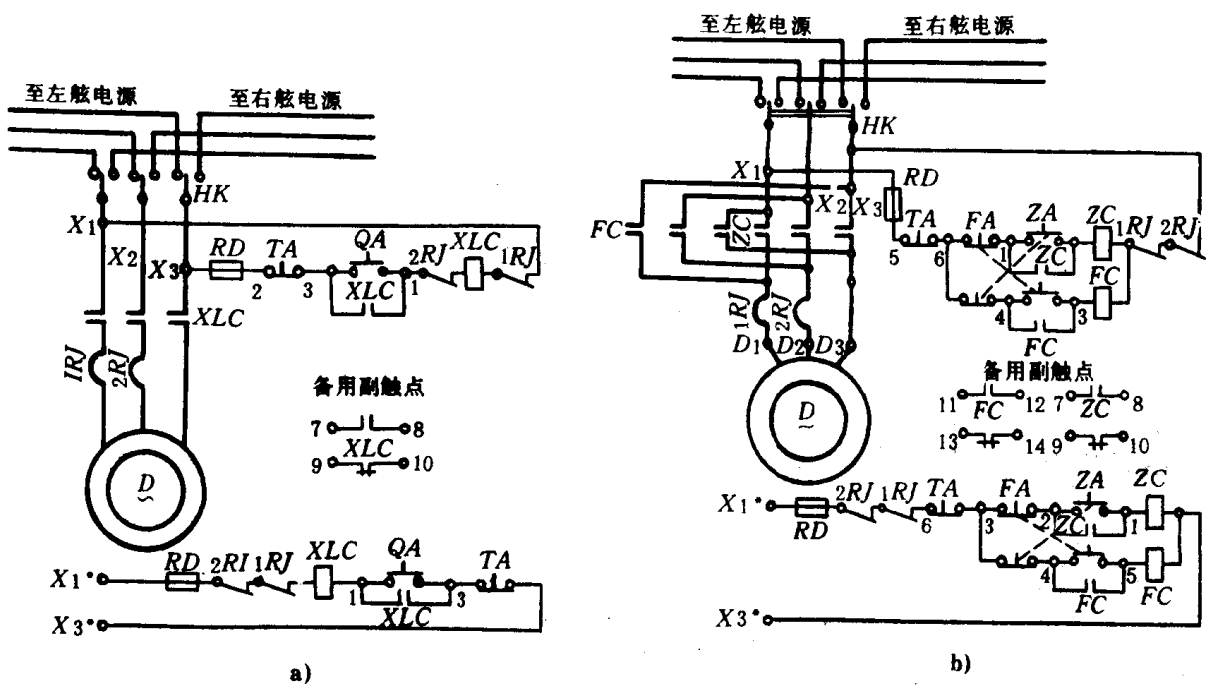 至左舷电源
至右舷电源
HK
X1
X2
X3
RD
TA
QA
2RJ
XLC
1RJ
2
3
XLC
1
XLC
IRJ
2RJ
备用副触点
7
8
XLC
9
10
D
~
X1
RD
2RI
1RJ
XLC
QA
TA
1
3
XLC
X3
a)
至左舷电源
至右舷电源
HK
X1
X2
X3
RD
FC
ZC
TA
FA
ZA
ZC
1RJ
2RJ
5
6
1
ZC
FC
4
3
FC
1RJ
2RJ
D1
D2
D3
D
~
备用副触点
11
12
7
8
FC
ZC
13
14
9
10
X1
RD
2RJ
1RJ
TA
FA
ZA
ZC
6
3
2
ZC
1
4
5
FC
FC
X3
b)